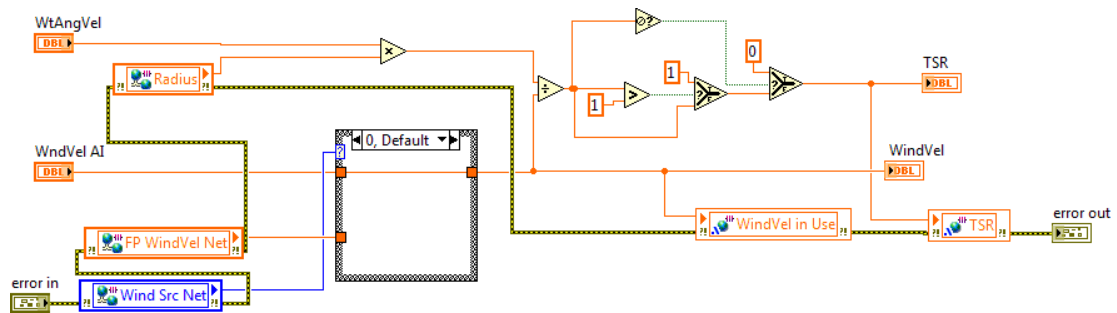 WtAngVel
DBL
Radius
×
÷
?
>
1
1
?
T
F
0
?
T
F
TSR
DBL
WndVel AI
DBL
0, Default
?
WindVel
DBL
FP WindVel Net
WindVel in Use
TSR
error out
error in
Wind Src Net
?!